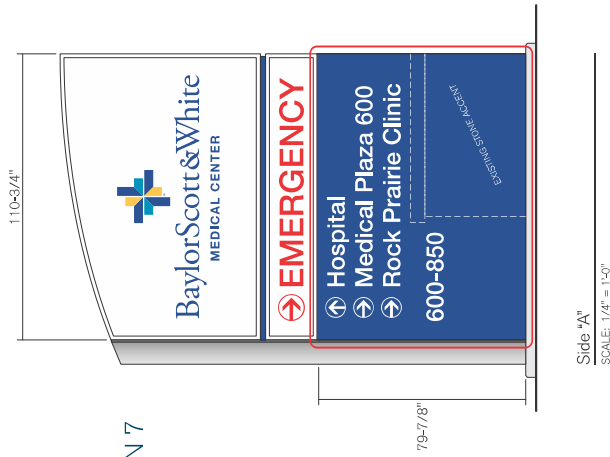 110-3/4"
BaylorScott&White
MEDICAL CENTER
EMERGENCY
Hospital
Medical Plaza 600
Rock Prairie Clinic
600-850
EXISTING STONE ACCENT
79-7/8"
N 7
Side "A"
SCALE: 1/4" = 1'-0"